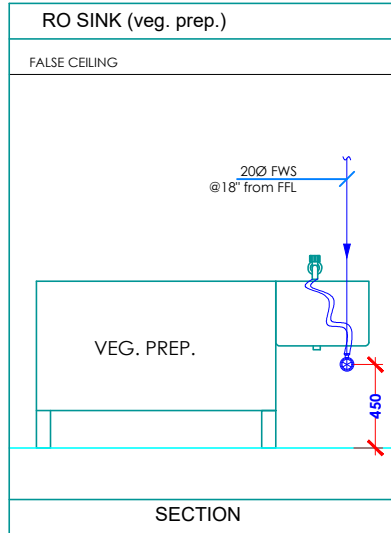 RO SINK (veg. prep.)
FALSE CEILING
20Ø FWS
@18" from FFL
VEG. PREP.
450
SECTION